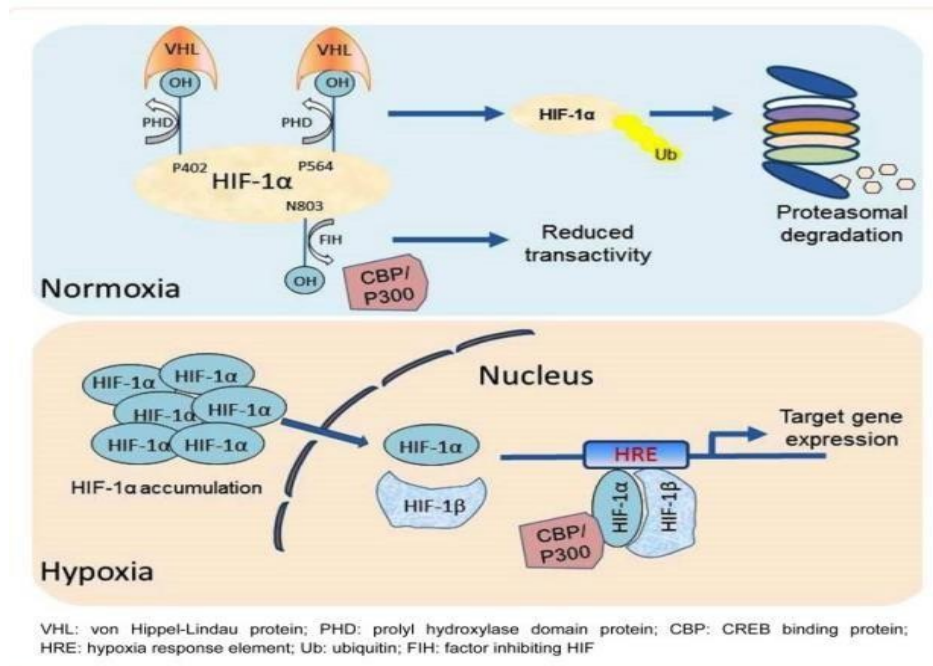 VHL
VHL
OH
OH
PHD
PHD
P402
P564
HIF-1α
N803
FIH
OH
CBP/
P300
HIF-1α
Ub
Proteasomal
degradation
Reduced
transactivity
Normoxia
HIF-1α
HIF-1α
HIF-1α
HIF-1α
HIF-1α
HIF-1α
HIF-1α accumulation
Nucleus
HIF-1α
HIF-1β
HRE
Target gene
expression
HIF-1α
HIF-1β
CBP/
P300
Hypoxia
VHL: von Hippel-Lindau protein; PHD: prolyl hydroxylase domain protein; CBP: CREB binding protein;
HRE: hypoxia response element; Ub: ubiquitin; FIH: factor inhibiting HIF